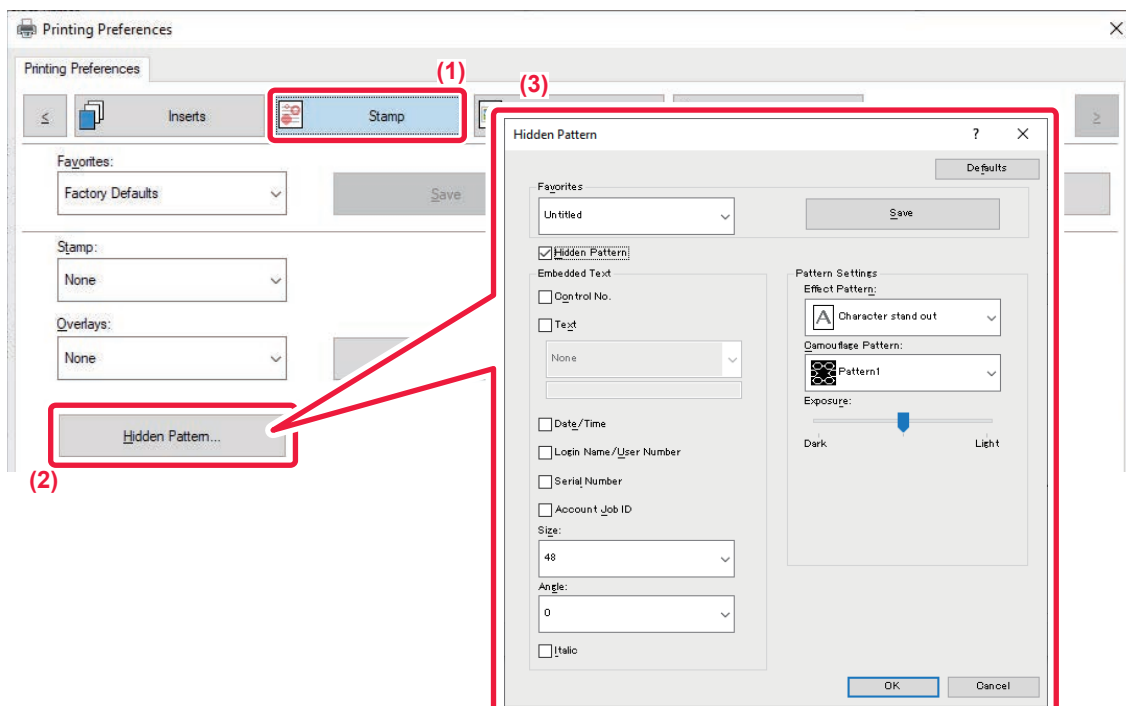 Printing Preferences
Printing Preferences
(1)
(3)
<
Inserts
Stamp
>
Favorites:
Factory Defaults
Save
Stamp:
None
Overlays:
None
Hidden Pattern...
(2)
Hidden Pattern
?
Defaults
Favorites
Untitled
Save
Hidden Pattern
Embedded Text
Control No.
Text
None
Date/Time
Login Name/User Number
Serial Number
Account Job ID
Size:
48
Angle:
0
Italic
Pattern Settings
Effect Pattern:
A Character stand out
Camouflage Pattern:
Pattern1
Exposure:
Dark
Light
OK
Cancel